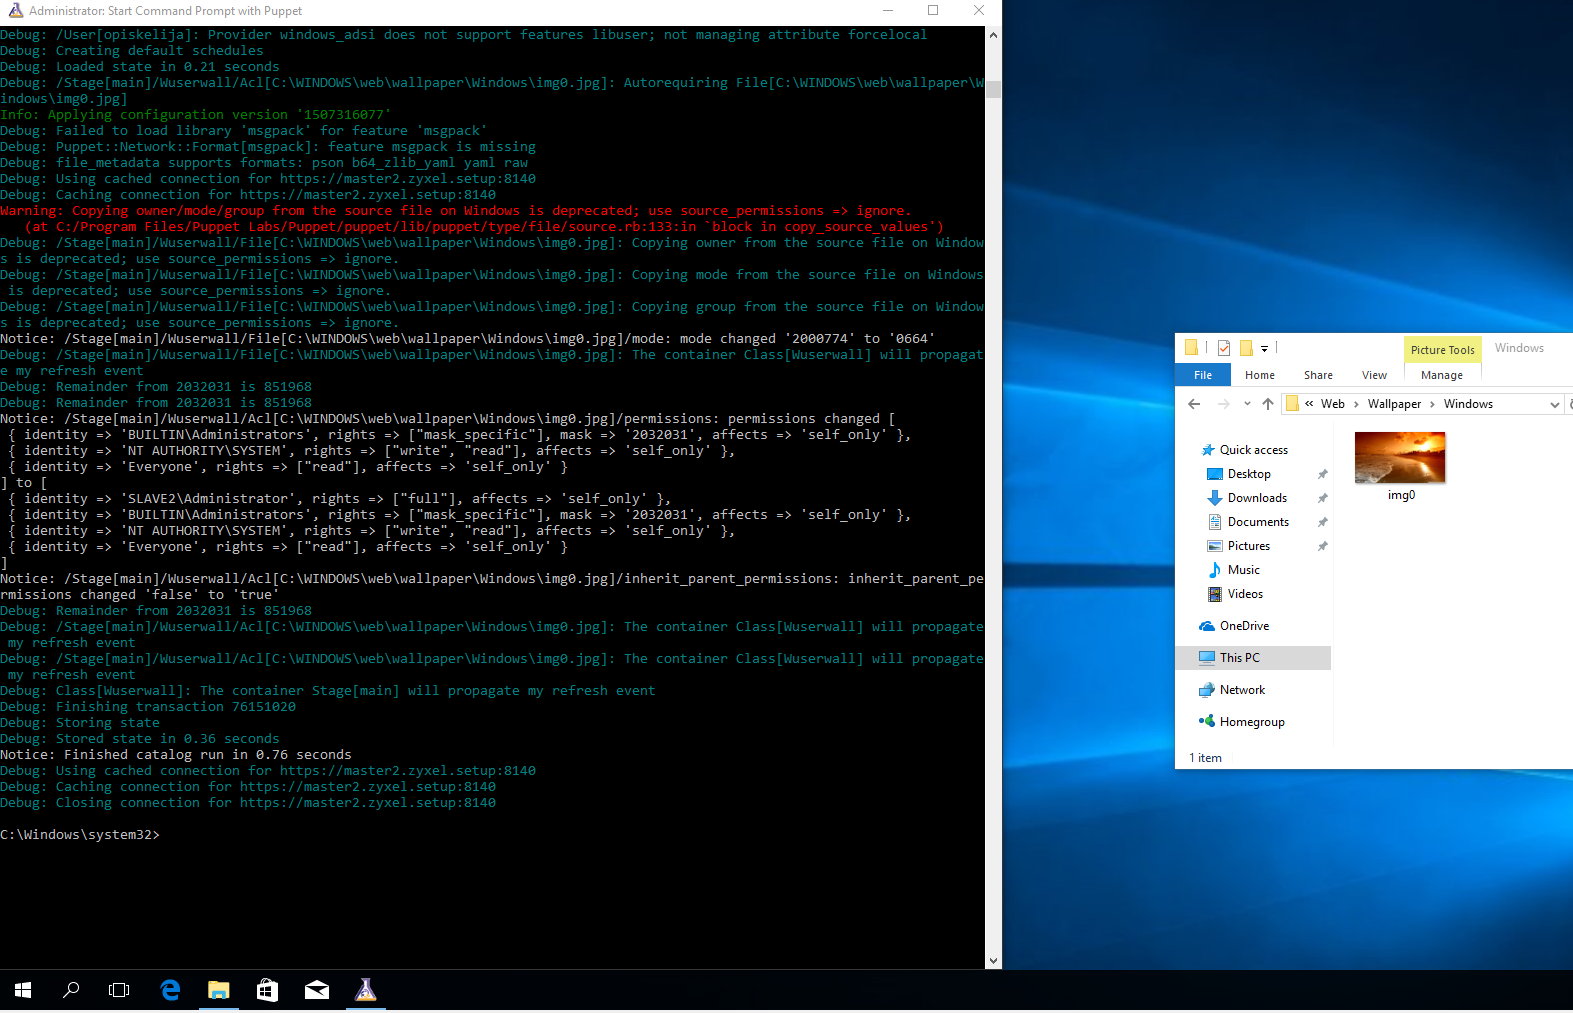 Administrator: Start Command Prompt with Puppet
Debug: /User[opiskelija]: Provider windows_adsi does not support features libuser; not managing attribute forcelocal
Debug: Creating default schedules
Debug: Loaded state in 0.21 seconds
Debug: /Stage[main]/Wuserwall/Acl[C:\WINDOWS\web\wallpaper\Windows\img0.jpg]: Autorequiring File[C:\WINDOWS\web\wallpaper\W
indows\img0.jpg]
Info: Applying configuration version '1507316077'
Debug: Failed to load library 'msgpack' for feature 'msgpack'
Debug: Puppet::Network::Format[msgpack]: feature msgpack is missing
Debug: file_metadata supports formats: pson b64_zlib_yaml yaml raw
Debug: Using cached connection for https://master2.zyxel.setup:8140
Debug: Caching connection for https://master2.zyxel.setup:8140
Warning: Copying owner/mode/group from the source file on Windows is deprecated; use source_permissions => ignore.
   (at C:/Program Files/Puppet Labs/Puppet/puppet/lib/puppet/type/file/source.rb:133:in `block in copy_source_values')
Debug: /Stage[main]/Wuserwall/File[C:\WINDOWS\web\wallpaper\Windows\img0.jpg]: Copying owner from the source file on Window
s is deprecated; use source_permissions => ignore.
Debug: /Stage[main]/Wuserwall/File[C:\WINDOWS\web\wallpaper\Windows\img0.jpg]: Copying mode from the source file on Windows
 is deprecated; use source_permissions => ignore.
Debug: /Stage[main]/Wuserwall/File[C:\WINDOWS\web\wallpaper\Windows\img0.jpg]: Copying group from the source file on Window
s is deprecated; use source_permissions => ignore.
Notice: /Stage[main]/Wuserwall/File[C:\WINDOWS\web\wallpaper\Windows\img0.jpg]/mode: mode changed '2000774' to '0664'
Debug: /Stage[main]/Wuserwall/File[C:\WINDOWS\web\wallpaper\Windows\img0.jpg]: The container Class[Wuserwall] will propagat
e my refresh event
Debug: Remainder from 2032031 is 851968
Debug: Remainder from 2032031 is 851968
Notice: /Stage[main]/Wuserwall/Acl[C:\WINDOWS\web\wallpaper\Windows\img0.jpg]/permissions: permissions changed [
 { identity => 'BUILTIN\Administrators', rights => ["mask_specific"], mask => '2032031', affects => 'self_only' },
 { identity => 'NT AUTHORITY\SYSTEM', rights => ["write", "read"], affects => 'self_only' },
 { identity => 'Everyone', rights => ["read"], affects => 'self_only' }
] to [
 { identity => 'SLAVE2\Administrator', rights => ["full"], affects => 'self_only' },
 { identity => 'BUILTIN\Administrators', rights => ["mask_specific"], mask => '2032031', affects => 'self_only' },
 { identity => 'NT AUTHORITY\SYSTEM', rights => ["write", "read"], affects => 'self_only' },
 { identity => 'Everyone', rights => ["read"], affects => 'self_only' }
]
Notice: /Stage[main]/Wuserwall/Acl[C:\WINDOWS\web\wallpaper\Windows\img0.jpg]/inherit_parent_permissions: inherit_parent_pe
rmissions changed 'false' to 'true'
Debug: Remainder from 2032031 is 851968
Debug: /Stage[main]/Wuserwall/Acl[C:\WINDOWS\web\wallpaper\Windows\img0.jpg]: The container Class[Wuserwall] will propagate
 my refresh event
Debug: /Stage[main]/Wuserwall/Acl[C:\WINDOWS\web\wallpaper\Windows\img0.jpg]: The container Class[Wuserwall] will propagate
 my refresh event
Debug: Class[Wuserwall]: The container Stage[main] will propagate my refresh event
Debug: Finishing transaction 76151020
Debug: Storing state
Debug: Stored state in 0.36 seconds
Notice: Finished catalog run in 0.76 seconds
Debug: Using cached connection for https://master2.zyxel.setup:8140
Debug: Caching connection for https://master2.zyxel.setup:8140
Debug: Closing connection for https://master2.zyxel.setup:8140
C:\Windows\system32>
Picture Tools Windows
File Home Share View Manage
« Web › Wallpaper › Windows
Quick access
Desktop
Downloads
Documents
Pictures
Music
Videos
OneDrive
This PC
Network
Homegroup
img0
1 item